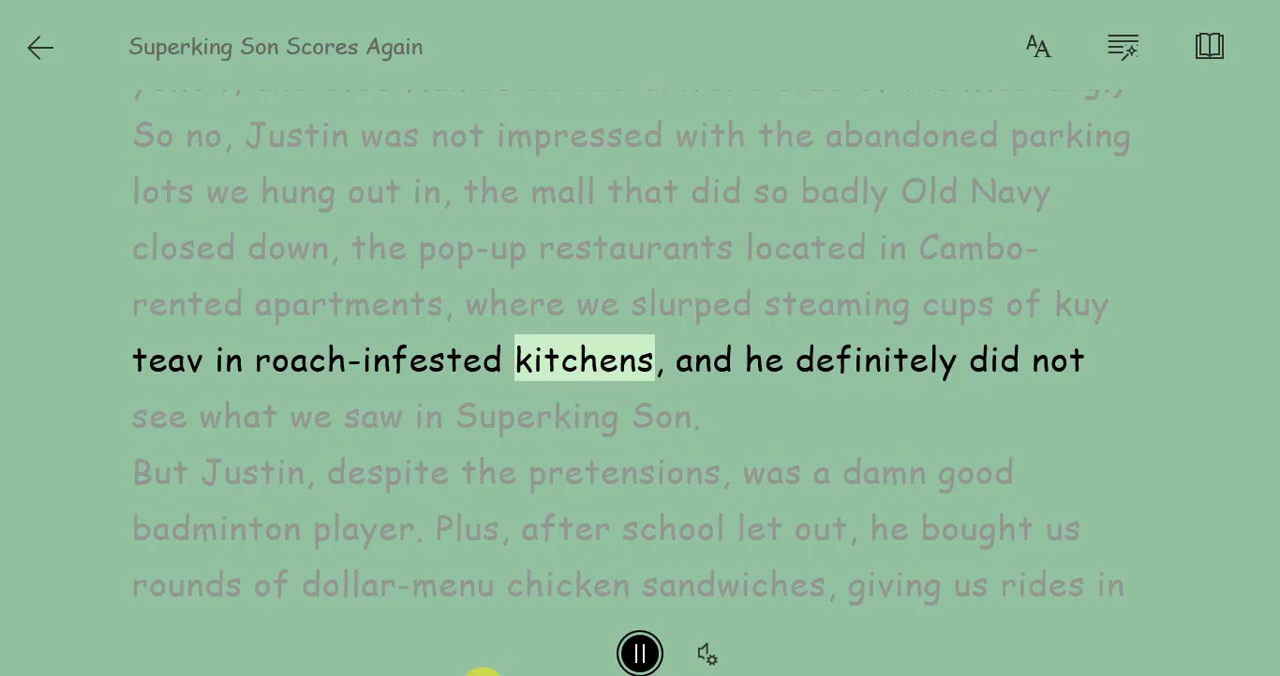 Superking Son Scores Again
So no, Justin was not impressed with the abandoned parking
lots we hung out in, the mall that did so badly Old Navy
closed down, the pop-up restaurants located in Cambo-
rented apartments, where we slurped steaming cups of kuy
teav in roach-infested kitchens, and he definitely did not
see what we saw in Superking Son.
But Justin, despite the pretensions, was a damn good
badminton player. Plus, after school let out, he bought us
rounds of dollar-menu chicken sandwiches, giving us rides in